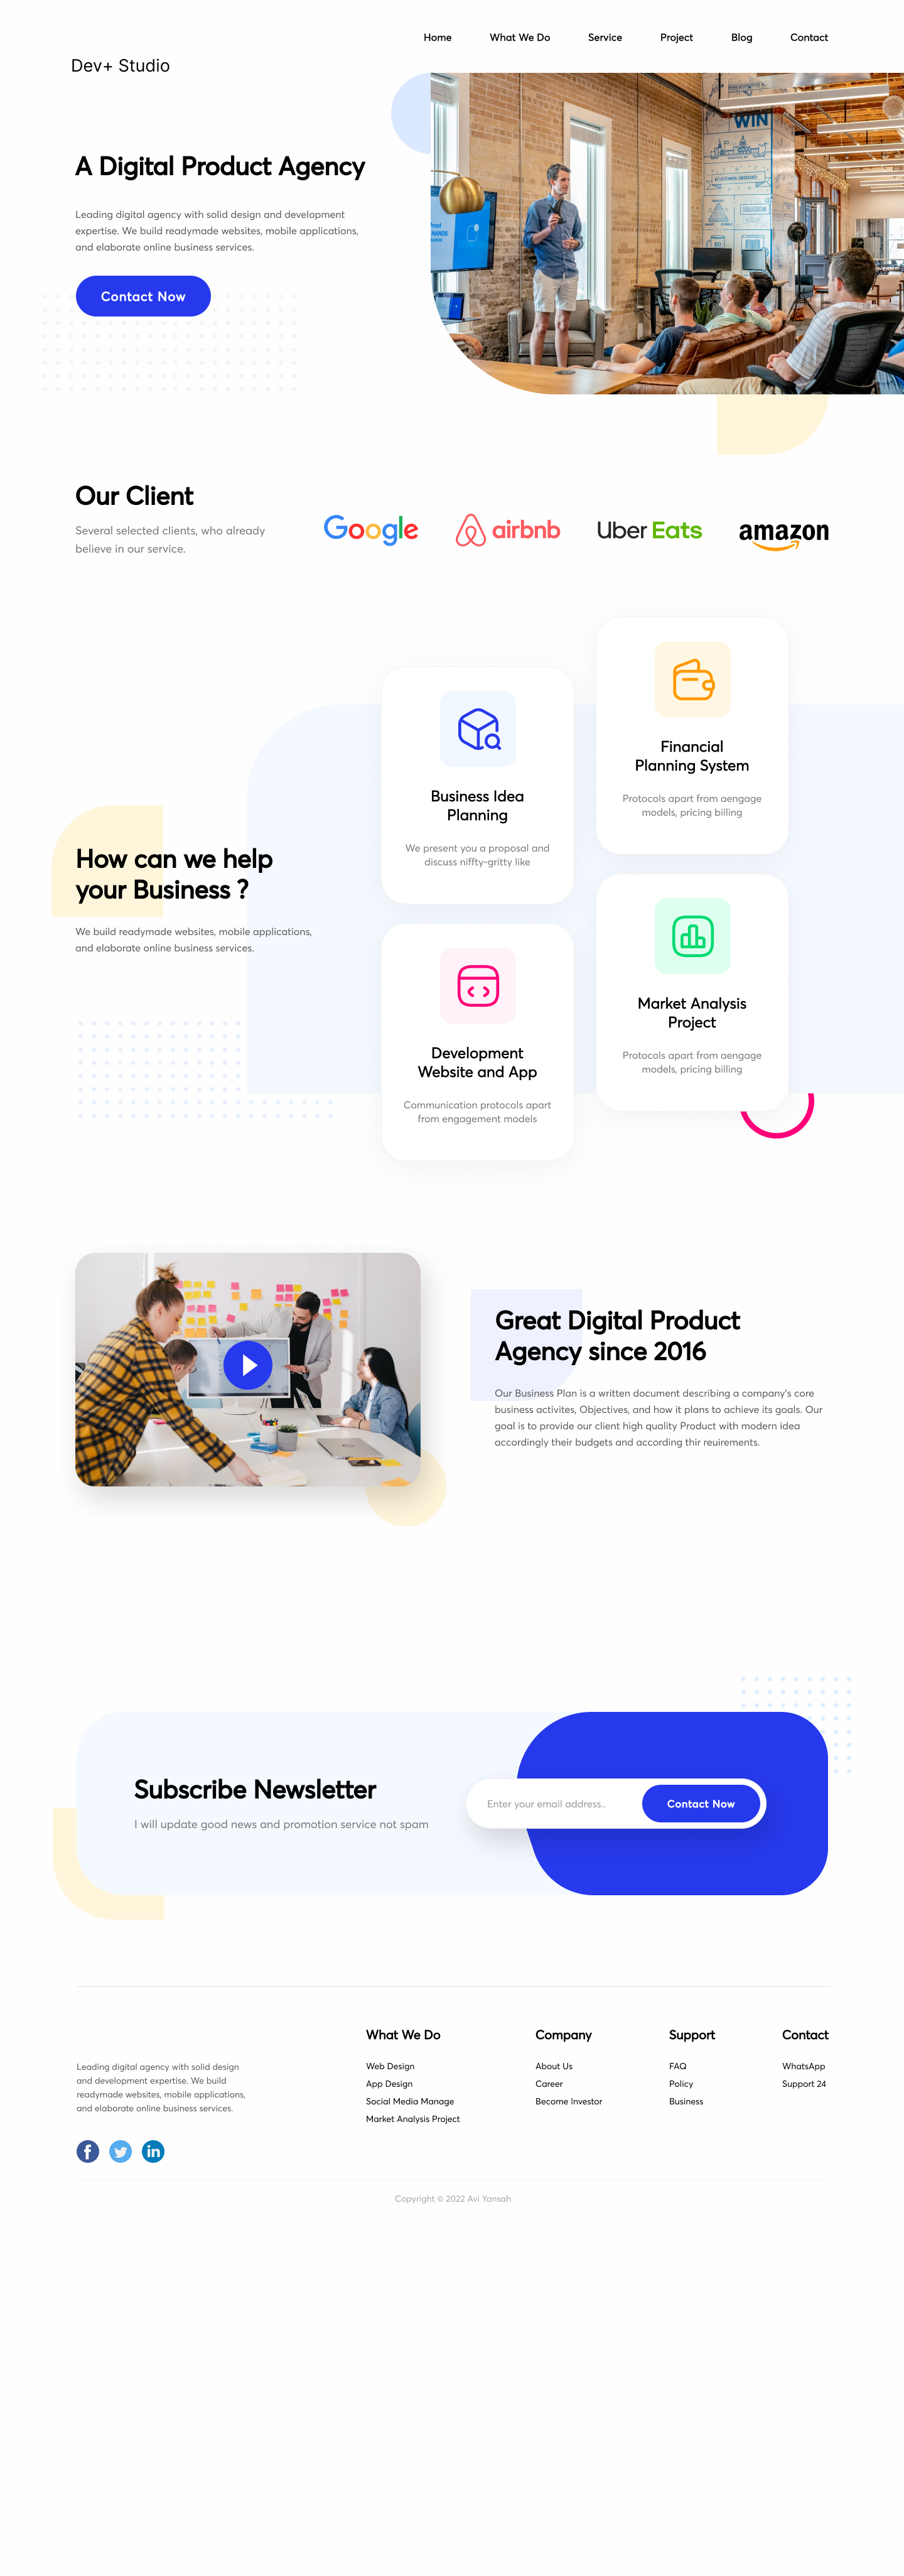 Home
What We Do
Service
Project
Blog
Contact
Dev+ Studio
A Digital Product Agency
Leading digital agency with solid design and development
expertise. We build readymade websites, mobile applications,
and elaborate online business services.
Contact Now
WIN
Our Client
Several selected clients, who already
believe in our service.
Google
airbnb
Uber Eats
amazon
How can we help
your Business ?
We build readymade websites, mobile applications,
and elaborate online business services.
Business Idea
Planning
We present you a proposal and
discuss niffty-gritty like
Financial
Planning System
Protocols apart from aengage
models, pricing billing
Development
Website and App
Communication protocols apart
from engagement models
Market Analysis
Project
Protocols apart from aengage
models, pricing billing
Great Digital Product
Agency since 2016
Our Business Plan is a written document describing a company's core
business activites, Objectives, and how it plans to achieve its goals. Our
goal is to provide our client high quality Product with modern idea
accordingly their budgets and according thir reuirements.
Subscribe Newsletter
I will update good news and promotion service not spam
Enter your email address..
Contact Now
Leading digital agency with solid design
and development expertise. We build
readymade websites, mobile applications,
and elaborate online business services.
What We Do
Web Design
App Design
Social Media Manage
Market Analysis Project
Company
About Us
Career
Become Investor
Support
FAQ
Policy
Business
Contact
WhatsApp
Support 24
Copyright © 2022 Avi Yansah